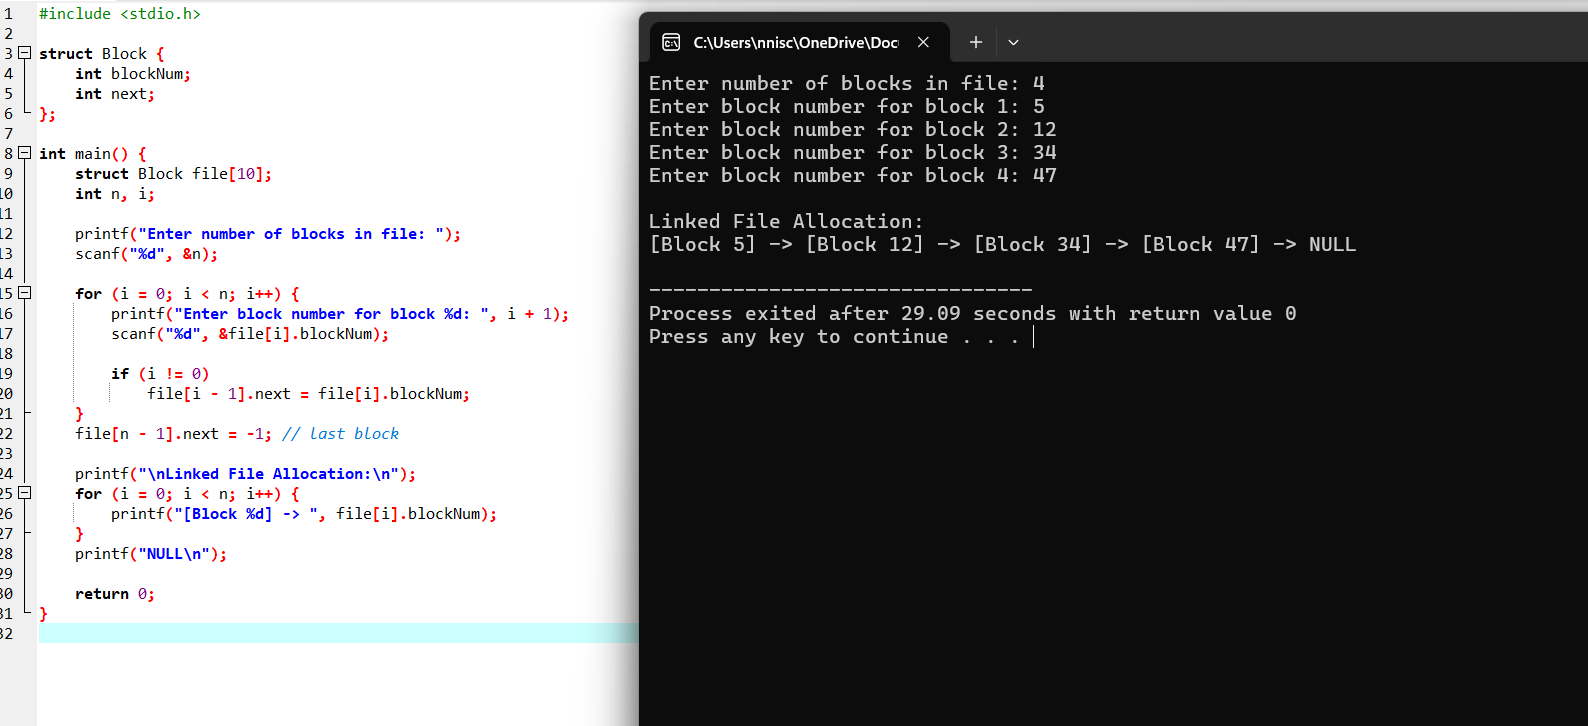 1 #include <stdio.h>
2
3 struct Block {
4     int blockNum;
5     int next;
6 };
7
8 int main() {
9     struct Block file[10];
10     int n, i;
11
12     printf("Enter number of blocks in file: ");
13     scanf("%d", &n);
14
15     for (i = 0; i < n; i++) {
16         printf("Enter block number for block %d: ", i + 1);
17         scanf("%d", &file[i].blockNum);
18
19         if (i != 0)
20             file[i - 1].next = file[i].blockNum;
21     }
22     file[n - 1].next = -1; // last block
23
24     printf("\nLinked File Allocation:\n");
25     for (i = 0; i < n; i++) {
26         printf("[Block %d] -> ", file[i].blockNum);
27     }
28     printf("NULL\n");
29
30     return 0;
31 }
32
C:\Users\nnisc\OneDrive\Doc
Enter number of blocks in file: 4
Enter block number for block 1: 5
Enter block number for block 2: 12
Enter block number for block 3: 34
Enter block number for block 4: 47

Linked File Allocation:
[Block 5] -> [Block 12] -> [Block 34] -> [Block 47] -> NULL

--------------------------------
Process exited after 29.09 seconds with return value 0
Press any key to continue . . .